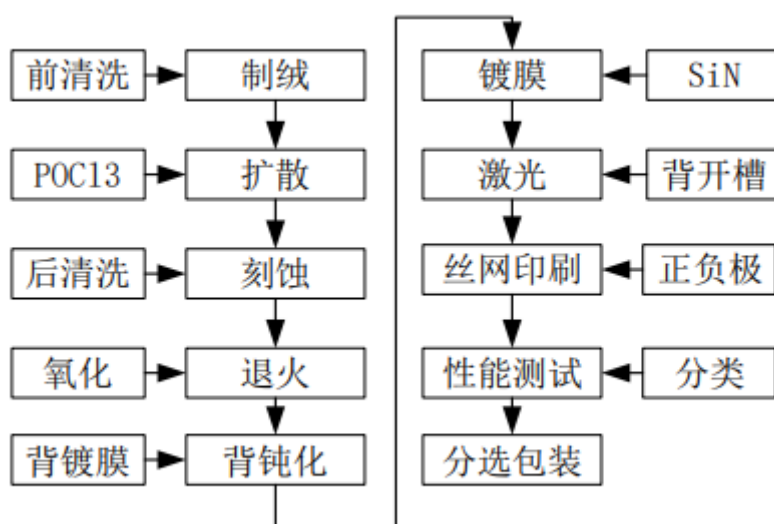 前清洗
制绒
POCl3
扩散
后清洗
刻蚀
氧化
退火
背镀膜
背钝化
镀膜
SiN
激光
背开槽
丝网印刷
正负极
性能测试
分类
分选包装